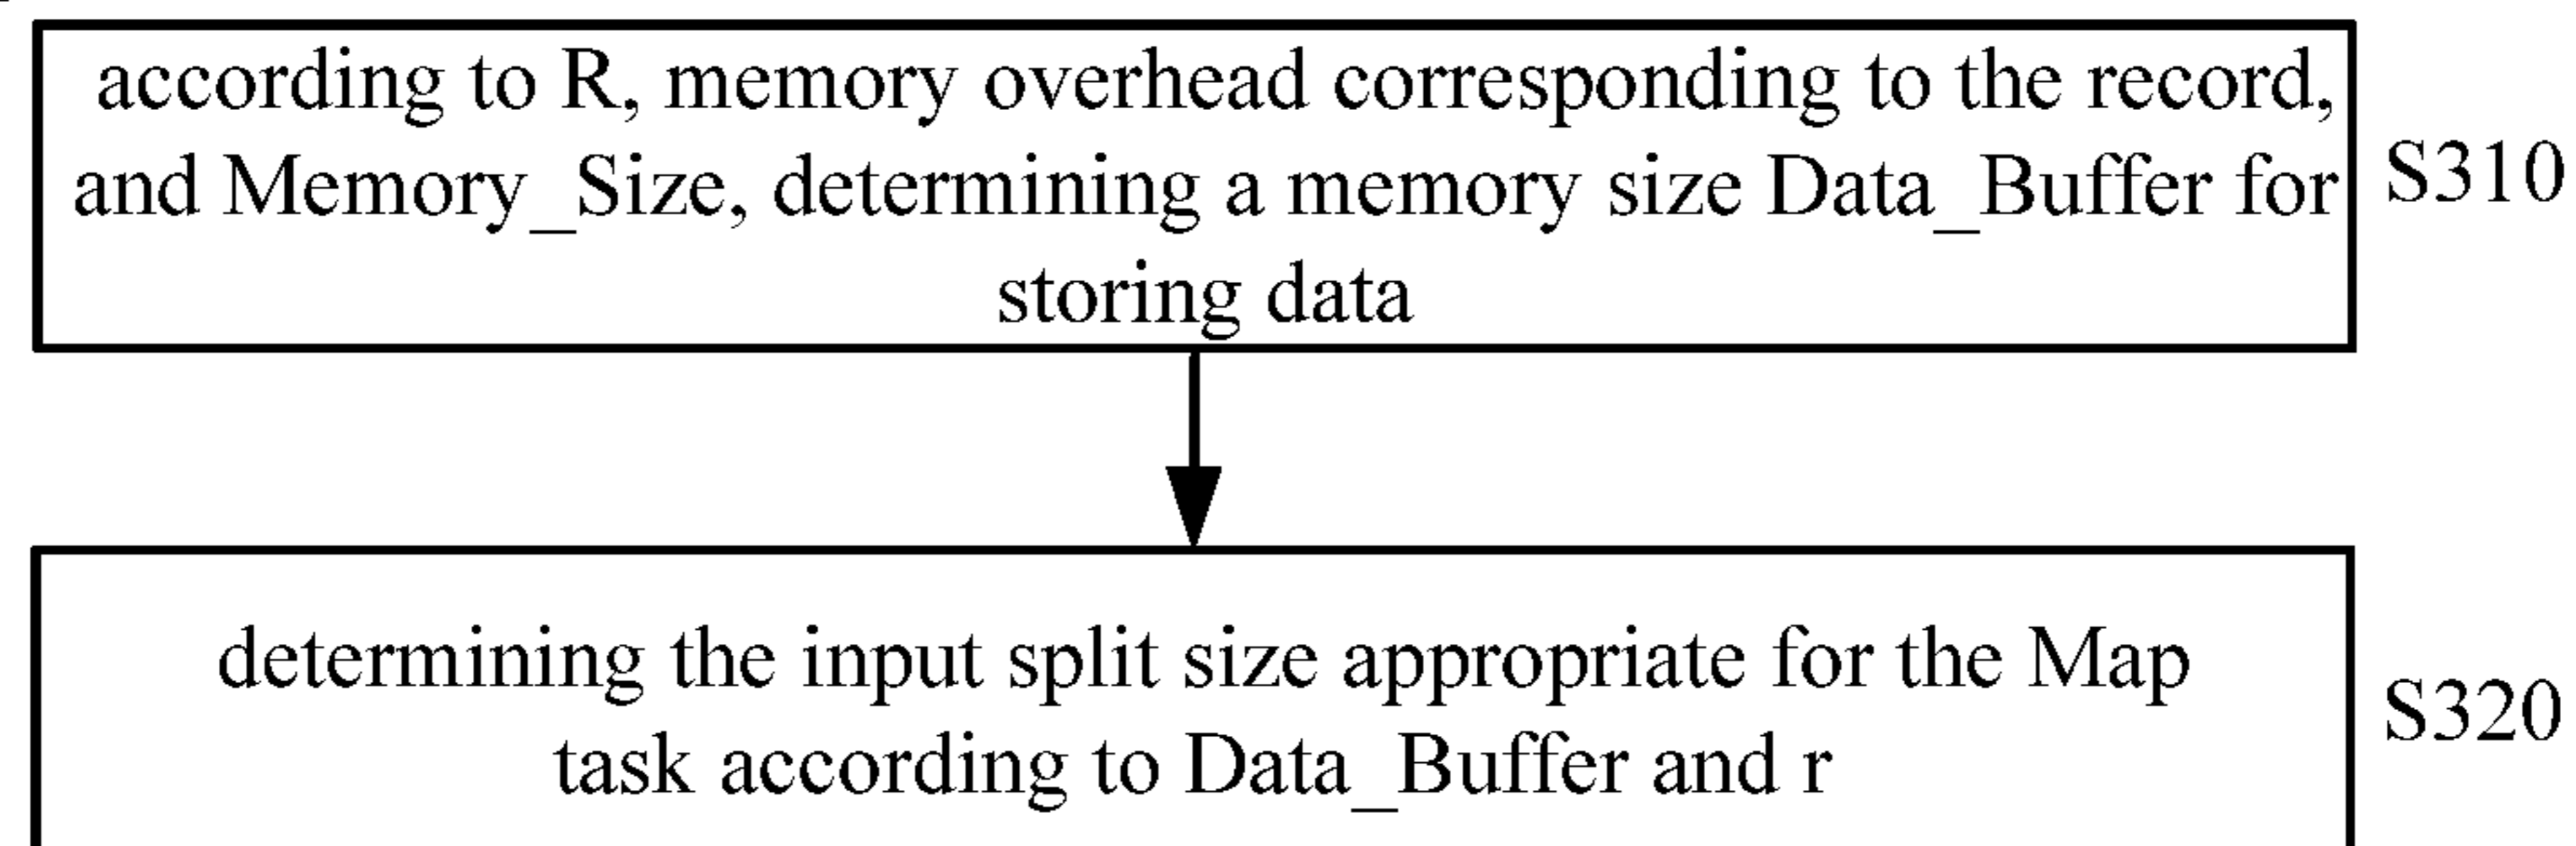 according to R, memory overhead corresponding to the record,
and Memory_Size, determining a memory size Data_Buffer for
storing data
S310
determining the input split size appropriate for the Map
task according to Data_Buffer and r
S320